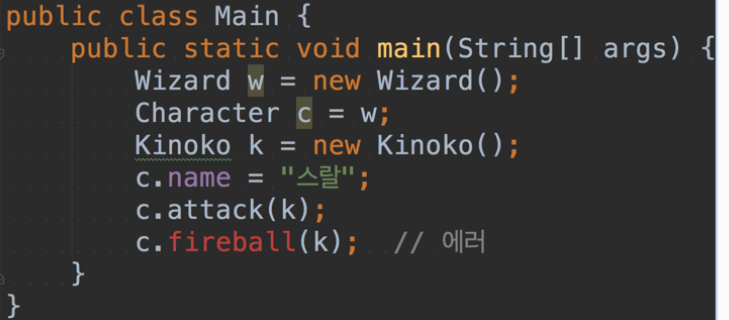 public class Main {
public static void main(String[] args) {
Wizard w = new Wizard();
Character c = w;
Kinoko k = new Kinoko();
c.name = "스랄";
c.attack(k);
c.fireball(k);  // 에러
}
}